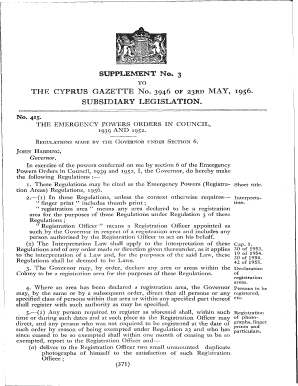 SUPPLEMENT No. 3
TO
THE CYPRUS GAZETTE No. 3946 OF 23RD MAY, 1956.
SUBSIDIARY LEGISLATION.
No. 415.
THE EMERGENCY POWERS ORDERS IN COUNCIL,
1939 AND 1952.
REGULATIONS MADE BY THE GOVERNOR UNDER SECTION 6.
JOHN HARDING,
Governor.
In exercise of the powers conferred on me by section 6 of the Emergency
Powers Orders in Council, 1939 and 1952, I, the Governor, do hereby make
the following Regulations :—
1. These Regulations may be cited as the Emergency Powers (Registra-
tion Areas) Regulations, 1956.
Short title.
2.—(1) In these Regulations, unless the context otherwise requires—
Interpreta-
tion.
" finger print " includes thumb print ;
" registration area " means any area declared to be a registration
area for the purposes of these Regulations under Regulation 3 of these
Regulations ;
" Registration Officer " means a Registration Officer appointed as
such by the Governor in respect of a registration area and includes any
person authorised by the Registration Officer to act on his behalf.
(2) The Interpretation Law shall apply to the interpretation of these
Regulations and of any order made or direction given thereunder, as it applies
to the interpretation of a Law and, for the purposes of the said Law, these
Regulations shall be deemed to be Laws.
Cap. 1.
3. The Governor may, by order, declare any area or areas within the
Colony to be a registration area for the purposes of these Regulations.
Declaration
of
registration
areas.
4. Where an area has been declared a registration area, the Governor
may, by the same or by a subsequent order, direct that all persons or any
specified class of persons within that area or within any specified part thereof
shall register with such authority as may be specified.
Persons to be
registered,
etc.
5.—(1) Any person required to register as aforesaid shall, within such
time or during such dates and at such place as the Registration Officer may
direct, and any person who was not required to be registered at the date of
such order by reason of being exempted under Regulation 23 and who has
since ceased to be so exempted shall within one month of ceasing to be so
exempted, report to the Registration Officer and—
Registration
of photo-
graphs, finger
prints and
particulars.
(a) deliver to the Registration Officer two small unmounted duplicate
photographs of himself to the satisfaction of such Registration
Officer ;
(371)